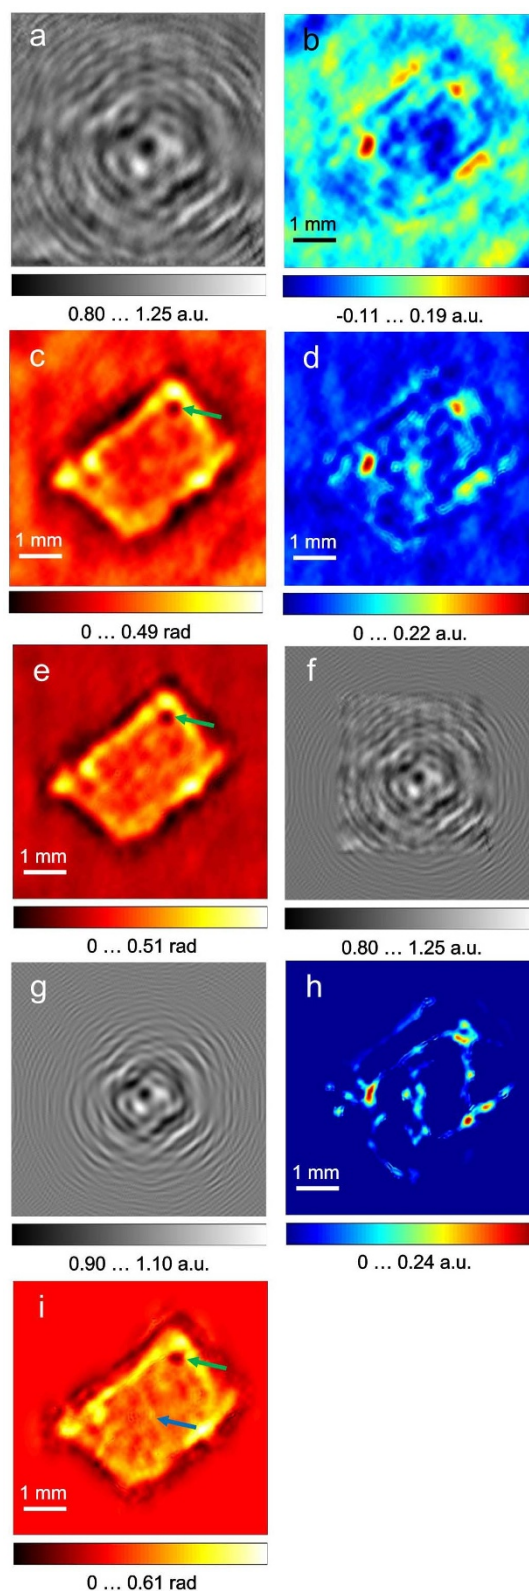 a
b
1 mm
0.80 … 1.25 a.u.
-0.11 … 0.19 a.u.
c
d
1 mm
1 mm
0 … 0.49 rad
0 … 0.22 a.u.
e
f
1 mm
0 … 0.51 rad
0.80 … 1.25 a.u.
g
h
1 mm
0.90 … 1.10 a.u.
0 … 0.24 a.u.
i
1 mm
0 … 0.61 rad